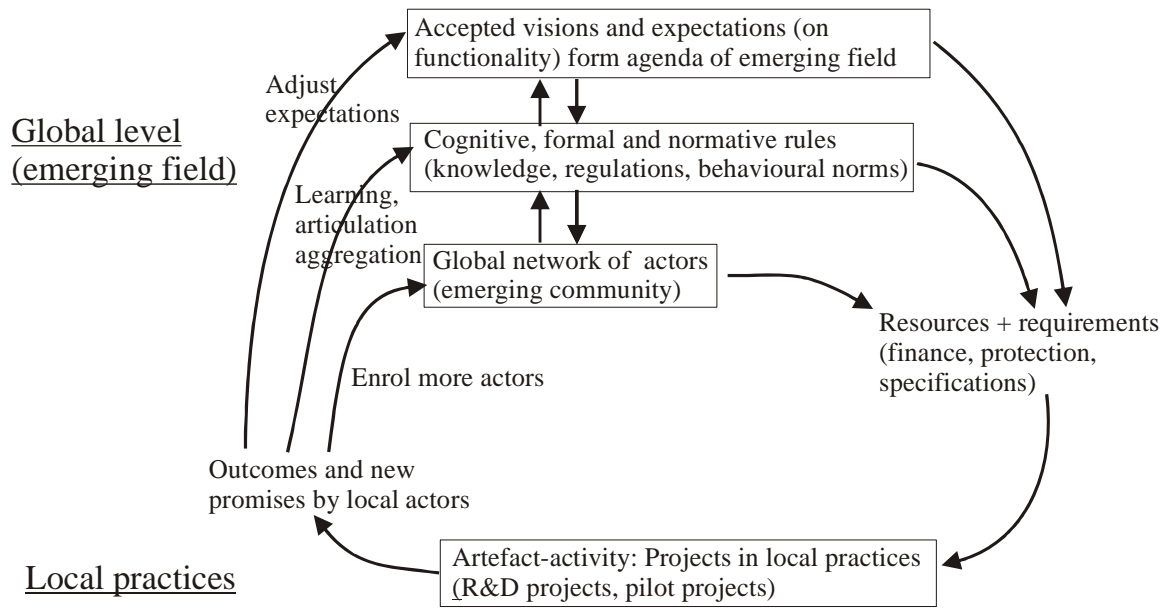 Accepted visions and expectations (on
functionality) form agenda of emerging field
Adjust
expectations
Global level
(emerging field)
Cognitive, formal and normative rules
(knowledge, regulations, behavioural norms)
Learning,
articulation
aggregation
Global network of actors
(emerging community)
Resources + requirements
(finance, protection,
specifications)
Enrol more actors
Outcomes and new
promises by local actors
Artefact-activity: Projects in local practices
(R&D projects, pilot projects)
Local practices